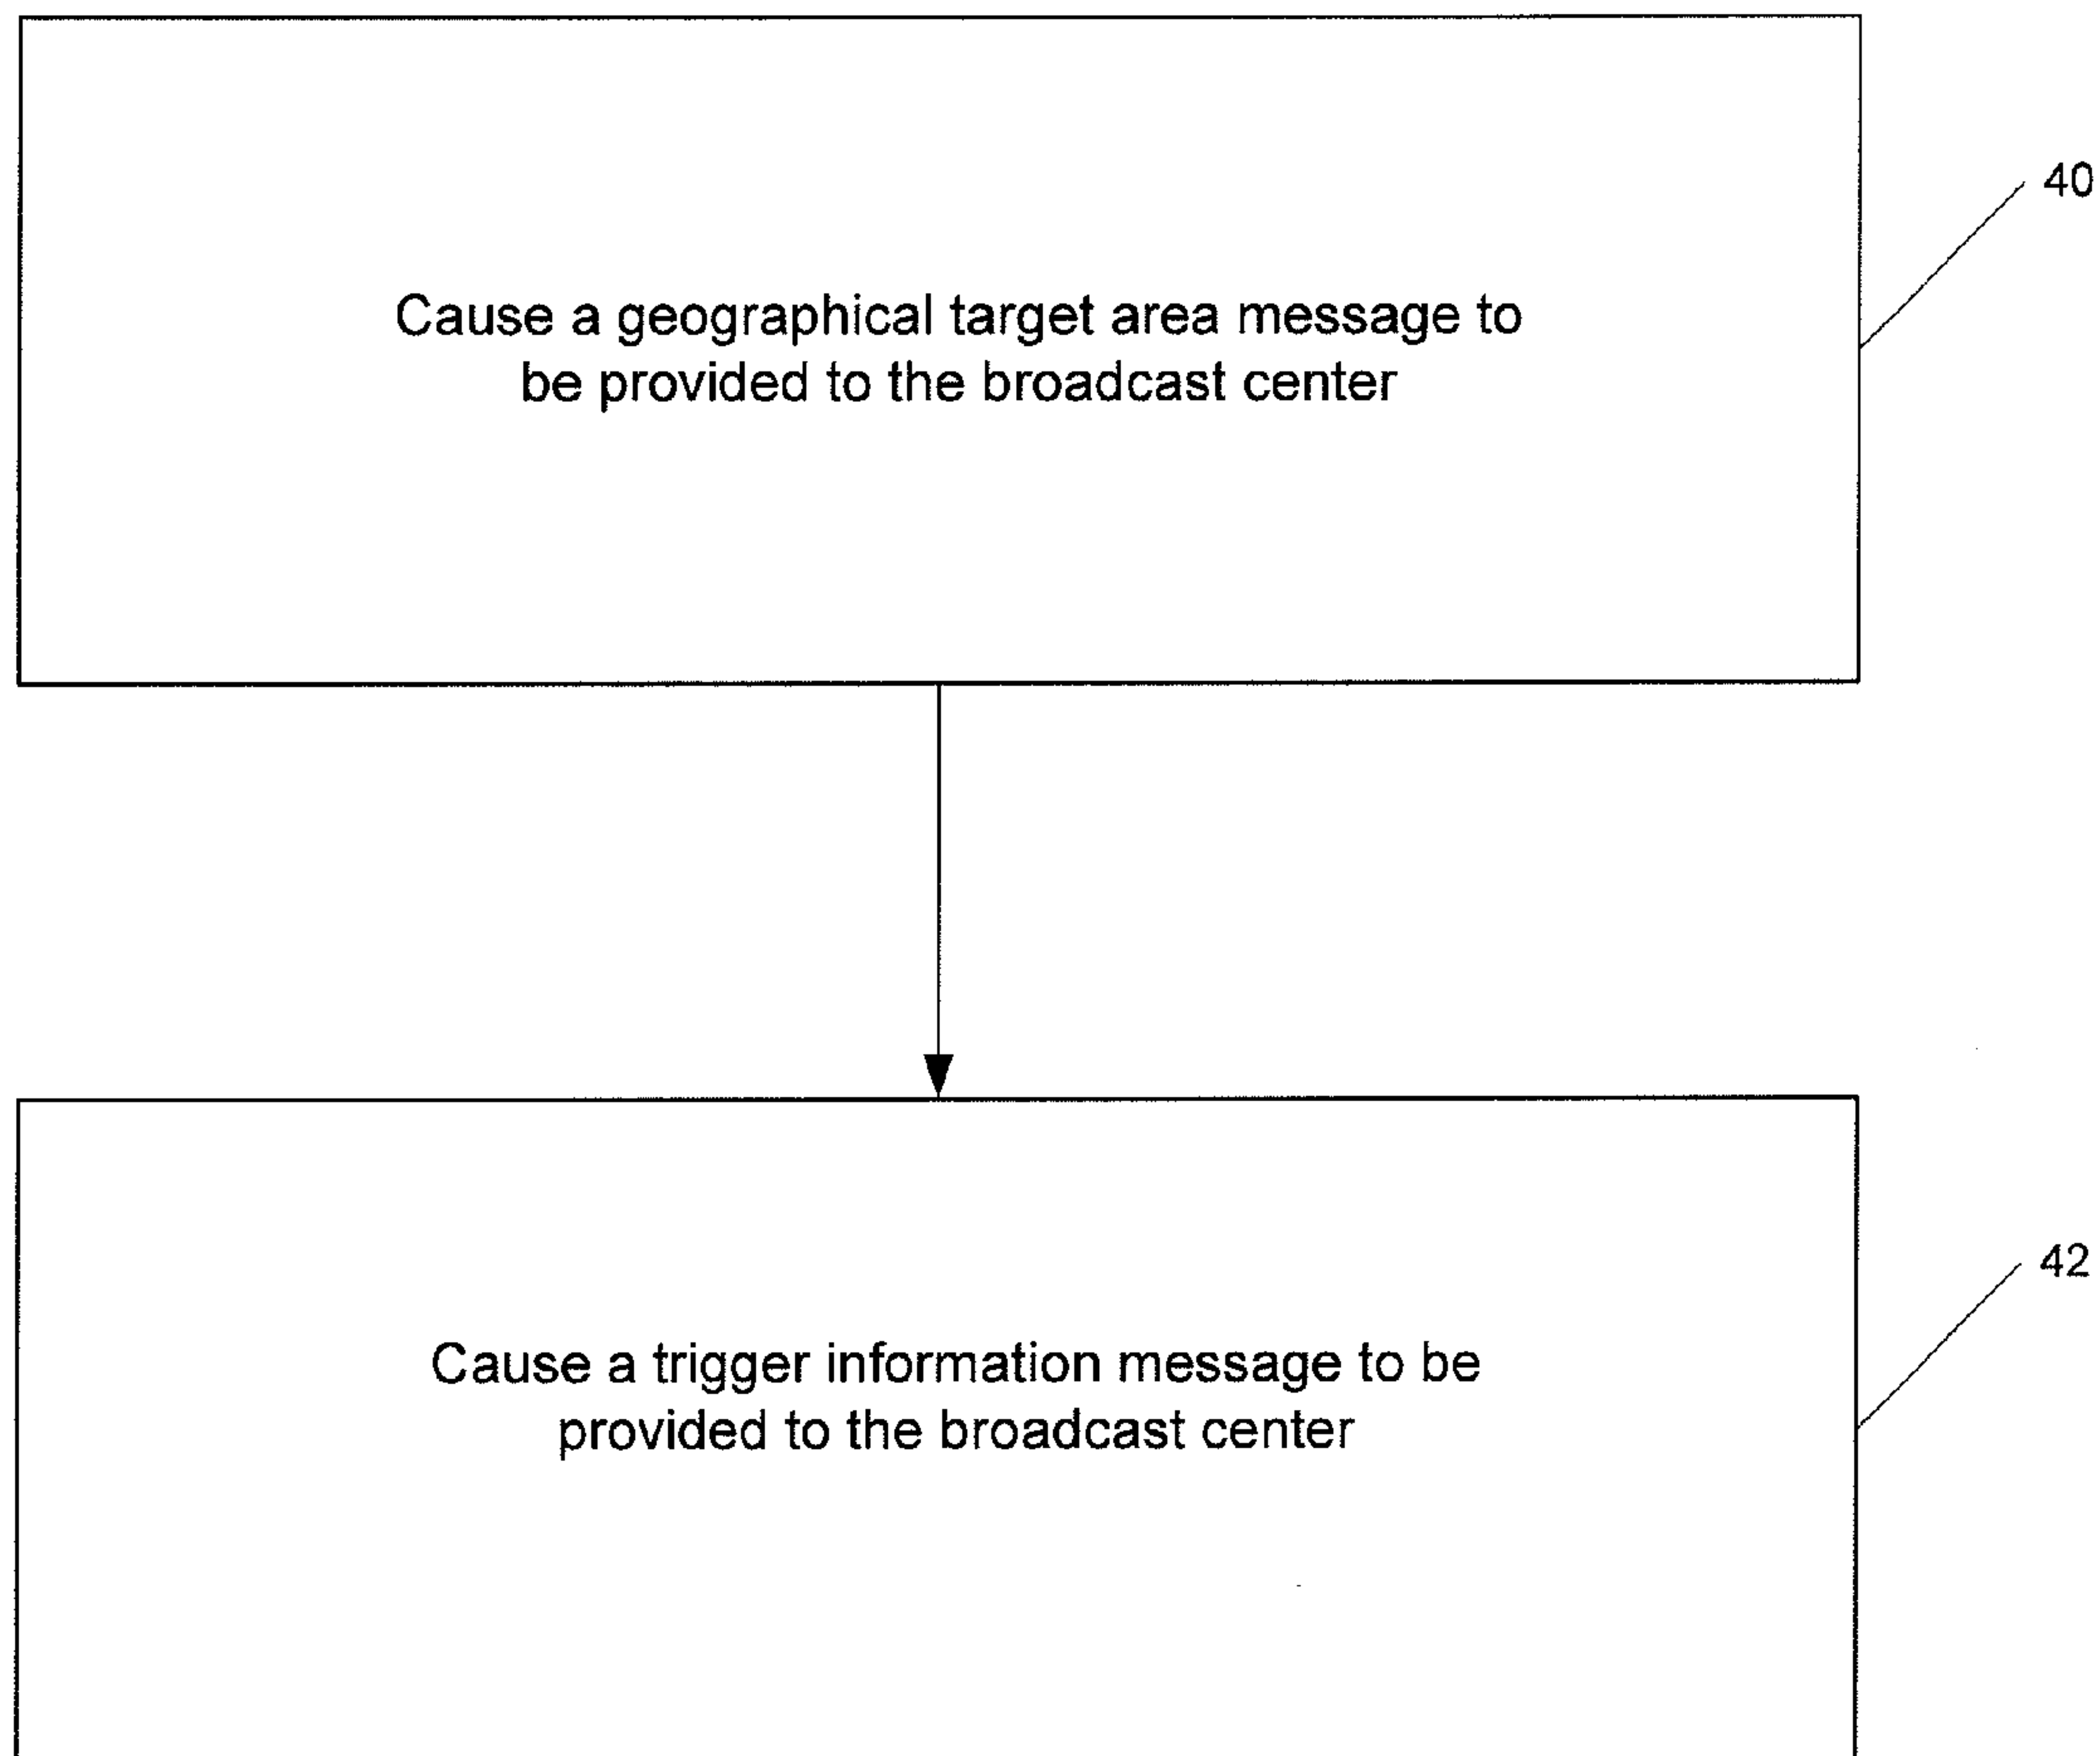 40
Cause a geographical target area message to
be provided to the broadcast center
42
Cause a trigger information message to be
provided to the broadcast center